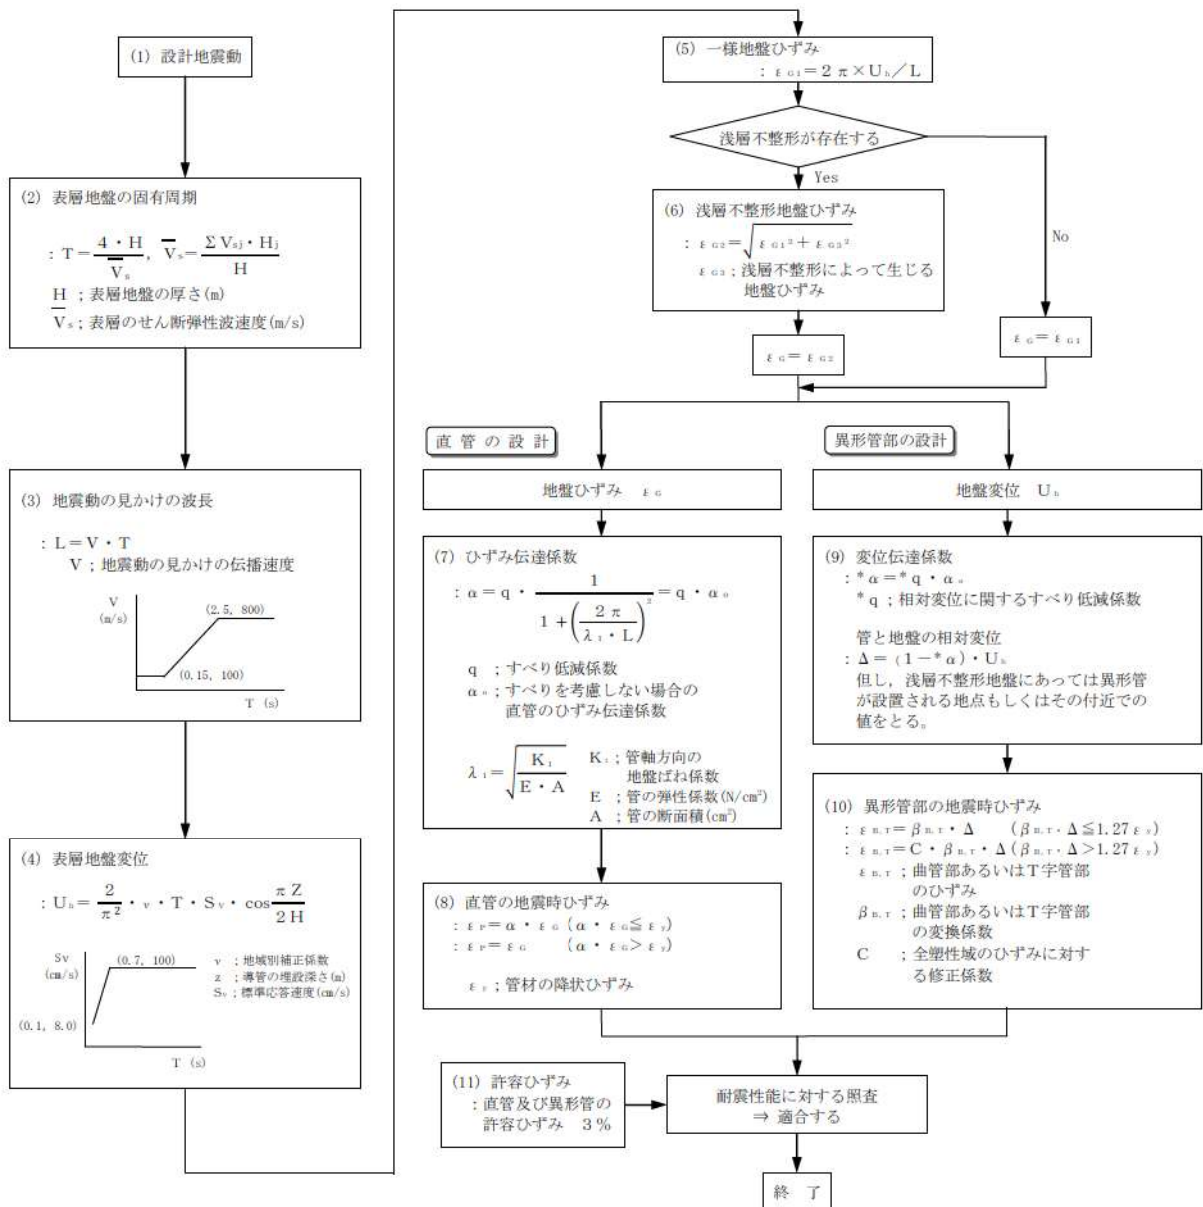 (1) 設計地震動
(2) 表層地盤の固有周期
: T=4・H/V̅s, V̅s=ΣVsj・Hj/H
H ;表層地盤の厚さ(m)
V̅s;表層のせん断弾性波速度(m/s)
(3) 地震動の見かけの波長
: L=V・T
V ;地震動の見かけの伝播速度
V
(m/s)
(2.5, 800)
(0.15, 100)
T (s)
(4) 表層地盤変位
: Uh=2/π²・ν・T・Sv・cos πZ/2H
Sv
(cm/s)
(0.7, 100)
(0.1, 8.0)
T (s)
ν ;地域別補正係数
z ;導管の埋設深さ(m)
Sv;標準応答速度(cm/s)
(5) 一様地盤ひずみ
: εG1=2π×Uh/L
浅層不整形が存在する
Yes
No
(6) 浅層不整形地盤ひずみ
: εG2=√(εG1²+εG3²)
εG3;浅層不整形によって生じる
地盤ひずみ
εG=εG2
εG=εG1
直管の設計
地盤ひずみ εG
(7) ひずみ伝達係数
: α=q・1/(1+(2π/(λ1・L))²)=q・αo
q ;すべり低減係数
αo;すべりを考慮しない場合の
直管のひずみ伝達係数
λ1=√(K1/(E・A))
K1;管軸方向の
地盤ばね係数
E ;管の弾性係数(N/cm²)
A ;管の断面積(cm²)
(8) 直管の地震時ひずみ
: εP=α・εG (α・εG≦εy)
: εP=εG (α・εG>εy)
εy;管材の降状ひずみ
異形管部の設計
地盤変位 Uh
(9) 変位伝達係数
: *α=*q・αo
*q;相対変位に関するすべり低減係数
管と地盤の相対変位
: Δ=(1-*α)・Uh
但し,浅層不整形地盤にあっては異形管
が設置される地点もしくはその付近での
値をとる。
(10) 異形管部の地震時ひずみ
: εB,T=βB,T・Δ (βB,T・Δ≦1.27εy)
: εB,T=C・βB,T・Δ(βB,T・Δ>1.27εy)
εB,T;曲管部あるいはT字管部
のひずみ
βB,T;曲管部あるいはT字管部
の変換係数
C ;全塑性域のひずみに対す
る修正係数
(11) 許容ひずみ
:直管及び異形管の
許容ひずみ 3%
耐震性能に対する照査
⇒ 適合する
終 了